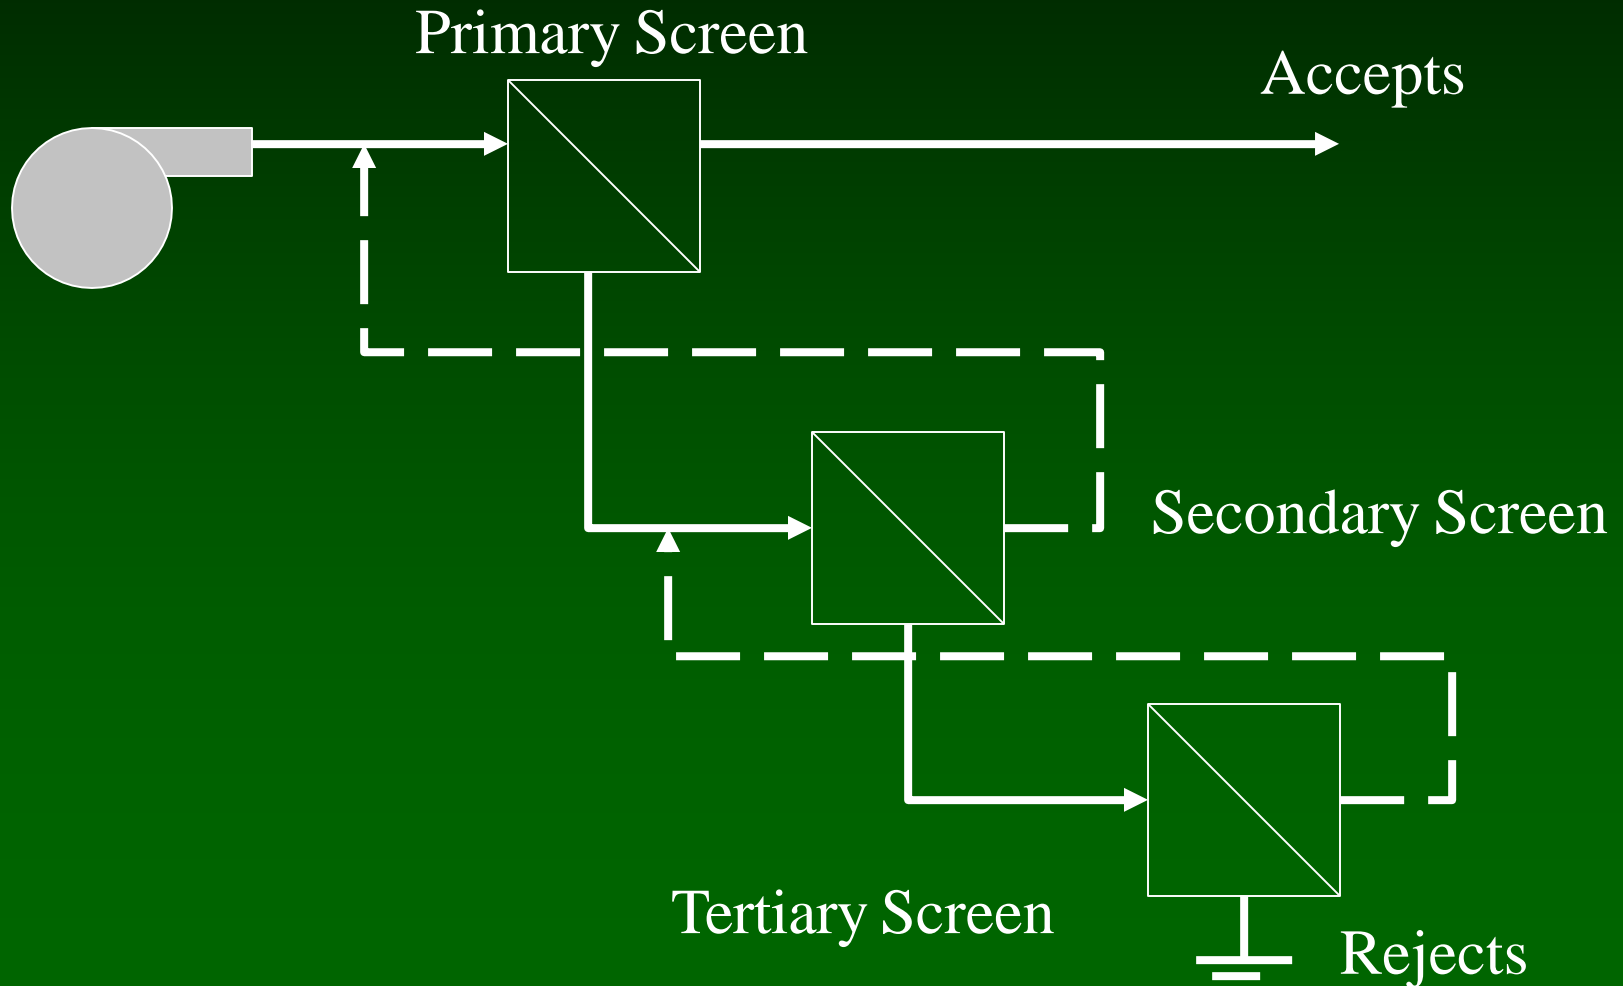 Primary Screen
Accepts
Secondary Screen
Tertiary Screen
Rejects